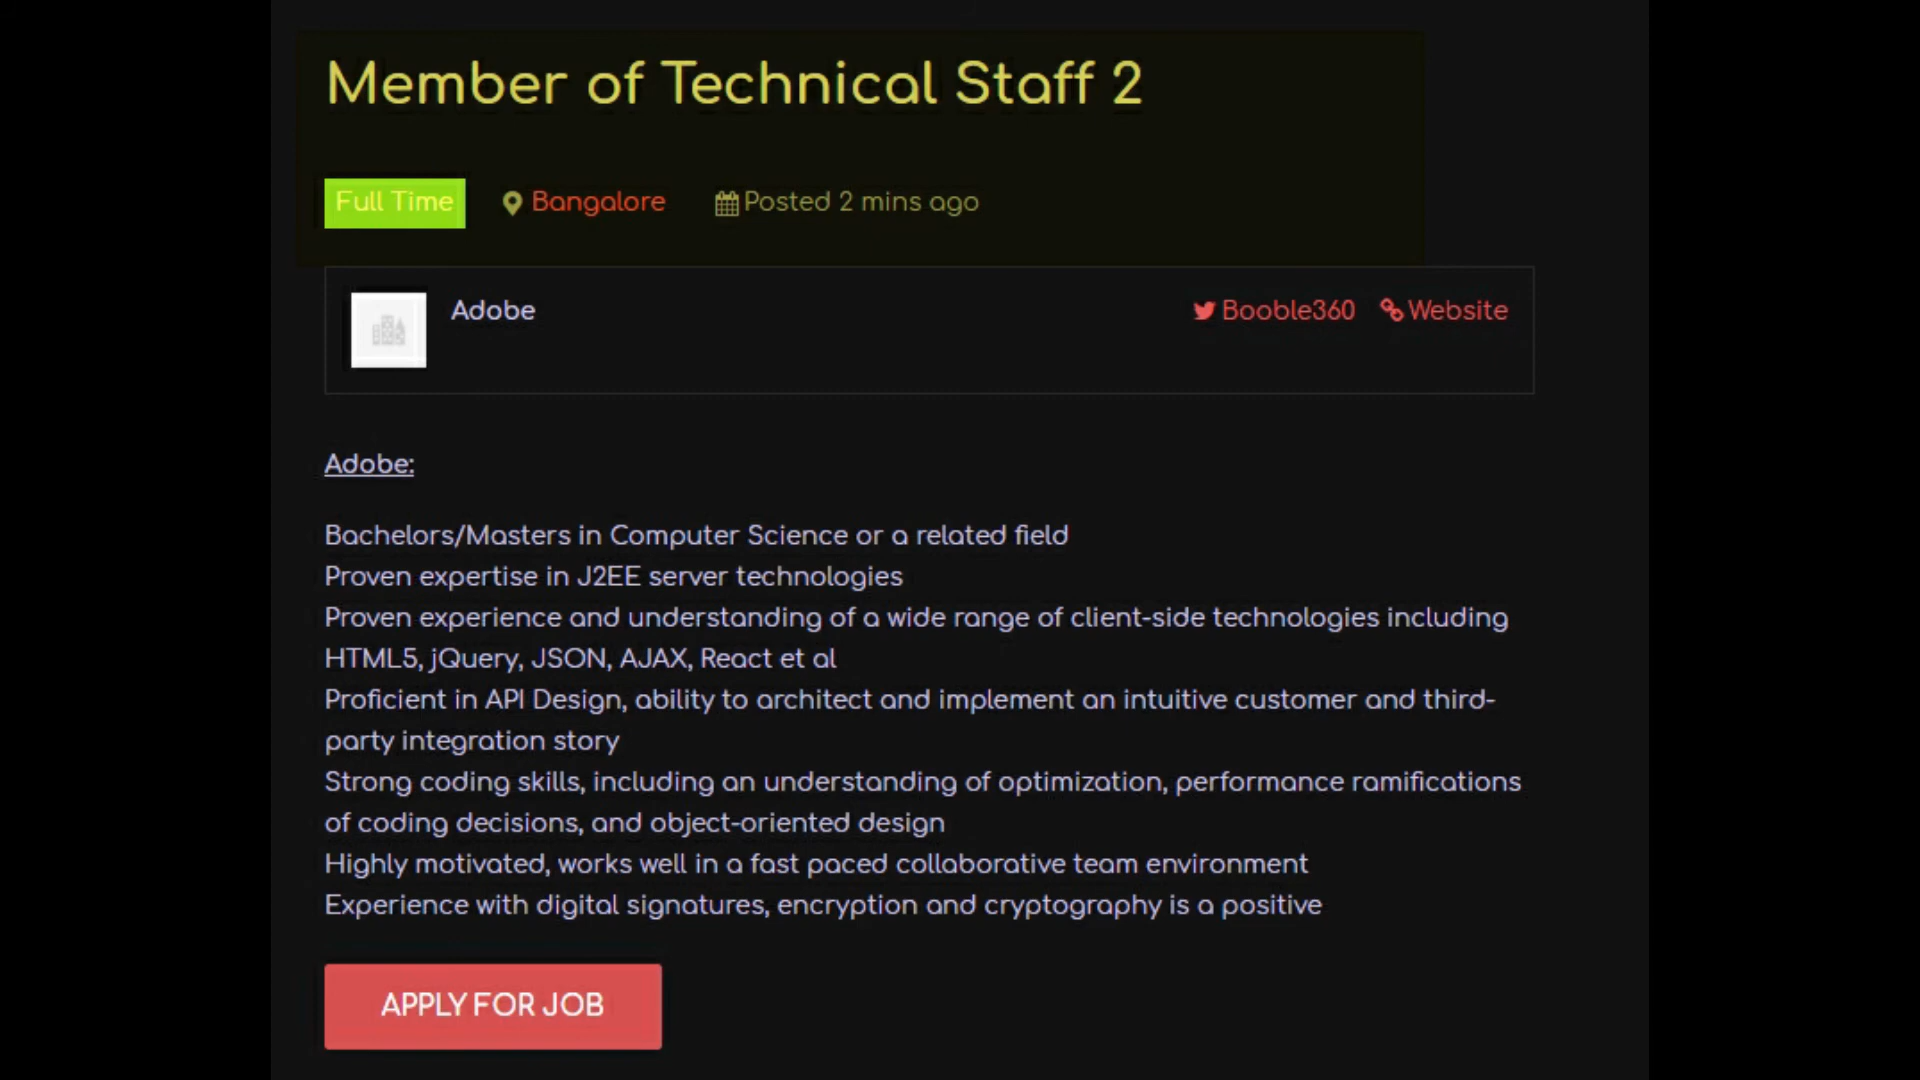 Member of Technical Staff 2
Full Time Bangalore Posted 2 mins ago
Adobe Booble360 Website
Adobe:
Bachelors/Masters in Computer Science or a related field
Proven expertise in J2EE server technologies
Proven experience and understanding of a wide range of client-side technologies including
HTML5, jQuery, JSON, AJAX, React et al
Proficient in API Design, ability to architect and implement an intuitive customer and third-
party integration story
Strong coding skills, including an understanding of optimization, performance ramifications
of coding decisions, and object-oriented design
Highly motivated, works well in a fast paced collaborative team environment
Experience with digital signatures, encryption and cryptography is a positive
APPLY FOR JOB